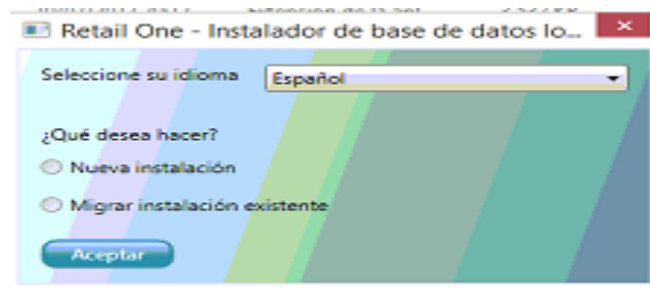 Retail One - Instalador de base de datos lo...
Seleccione su idioma
Español
¿Qué desea hacer?
Nueva instalación
Migrar instalación existente
Aceptar